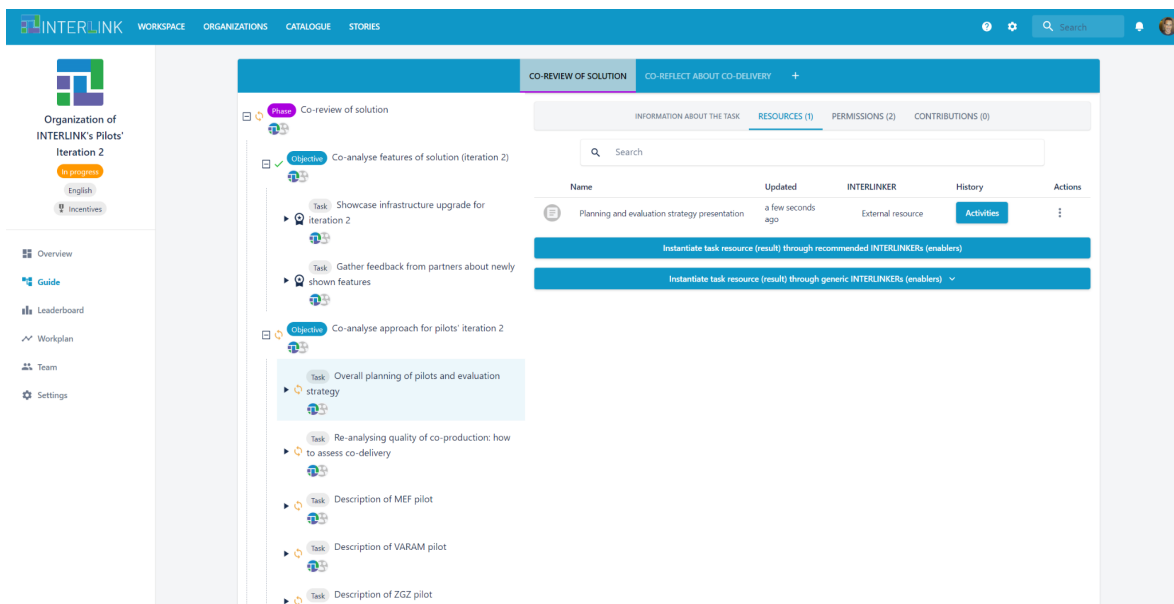 INTERLINK WORKSPACE ORGANIZATIONS CATALOGUE STORIES Search
Organization of
INTERLINK's Pilots'
Iteration 2
In progress
English
Incentives
Overview
Guide
Leaderboard
Workplan
Team
Settings
CO-REVIEW OF SOLUTION CO-REFLECT ABOUT CO-DELIVERY +
Phase Co-review of solution
Objective Co-analyse features of solution (iteration 2)
Task Showcase infrastructure upgrade for
iteration 2
Task Gather feedback from partners about newly
shown features
Objective Co-analyse approach for pilots' iteration 2
Task Overall planning of pilots and evaluation
strategy
Task Re-analysing quality of co-production: how
to assess co-delivery
Task Description of MEF pilot
Task Description of VARAM pilot
Task Description of ZGZ pilot
INFORMATION ABOUT THE TASK RESOURCES (1) PERMISSIONS (2) CONTRIBUTIONS (0)
Search
Name Updated INTERLINKER History Actions
Planning and evaluation strategy presentation a few seconds
ago External resource Activities
Instantiate task resource (result) through recommended INTERLINKERs (enablers)
Instantiate task resource (result) through generic INTERLINKERs (enablers)